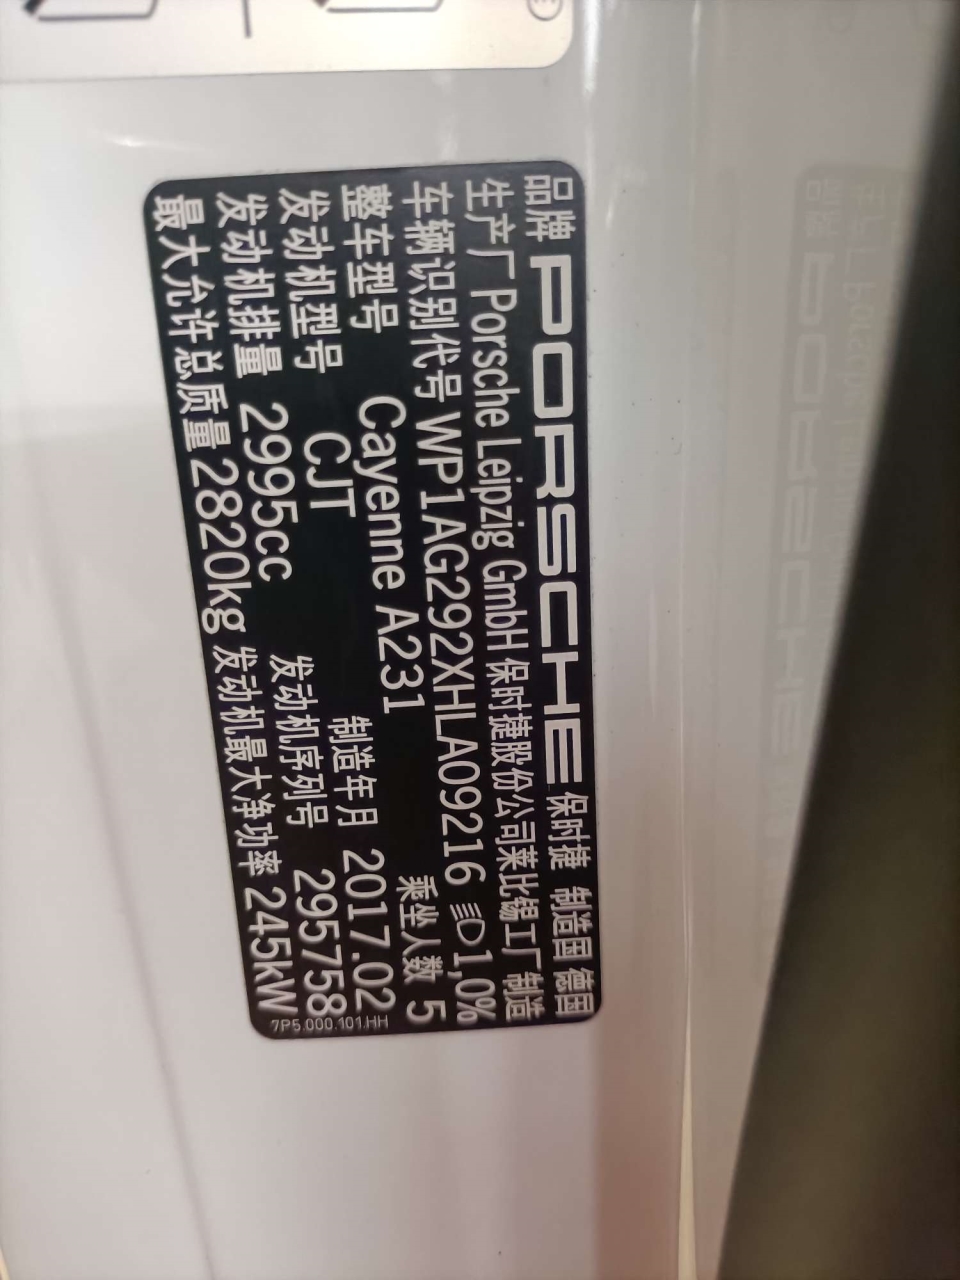 品牌 PORSCHE 保时捷 制造国 德国
生产厂 Porsche Leipzig GmbH 保时捷股份公司莱比锡工厂 制造
车辆识别代号 WP1AG292XHLA09216 1,0%
整车型号 Cayenne A231 乘坐人数 5
发动机型号 CJT 制造年月 2017.02
发动机排量 2995cc 发动机序列号 295758
最大允许总质量 2820kg 发动机最大净功率 245kW
7P5.000.101.HH